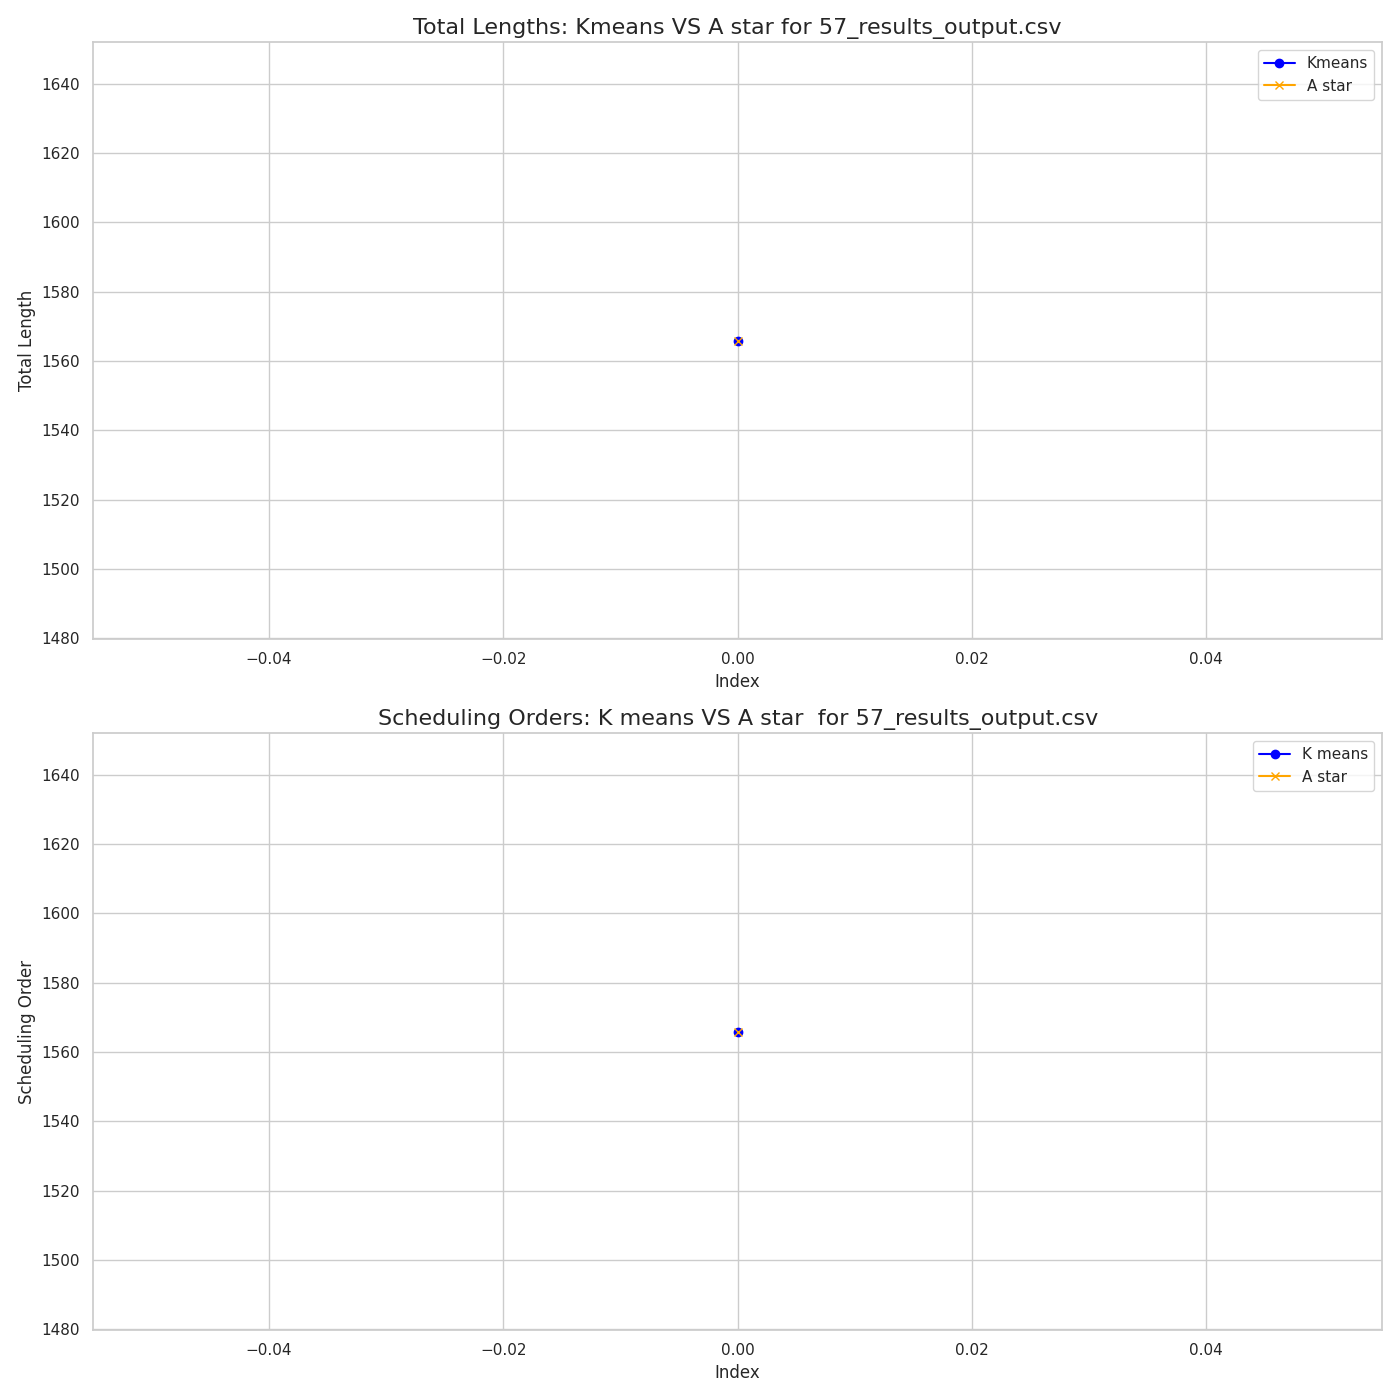 Total Lengths: Kmeans VS A star for 57_results_output.csv
Kmeans
A star
1640
1620
1600
1580
1560
1540
1520
1500
1480
Total Length
−0.04
−0.02
0.00
0.02
0.04
Index
Scheduling Orders: K means VS A star  for 57_results_output.csv
K means
A star
1640
1620
1600
1580
1560
1540
1520
1500
1480
Scheduling Order
−0.04
−0.02
0.00
0.02
0.04
Index